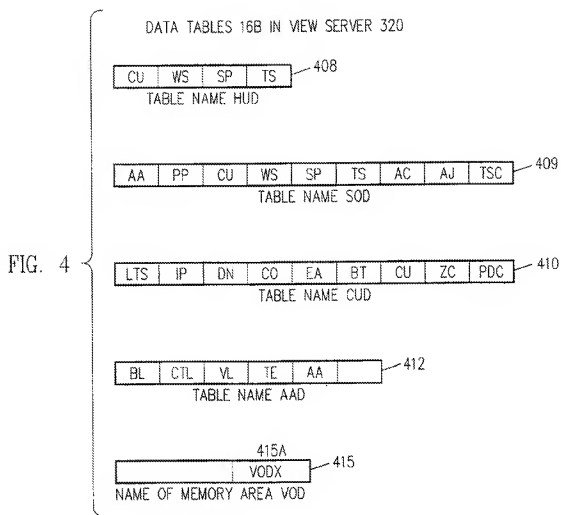 DATA TABLES 16B IN VIEW SERVER 320
CU WS SP TS 408
TABLE NAME HUD
AA PP CU WS SP TS AC AJ TSC 409
TABLE NAME SOD
FIG. 4
LTS IP DN CO EA BT CU ZC PDC 410
TABLE NAME CUD
BL CTL VL TE AA 412
TABLE NAME AAD
415A
VODX 415
NAME OF MEMORY AREA VOD